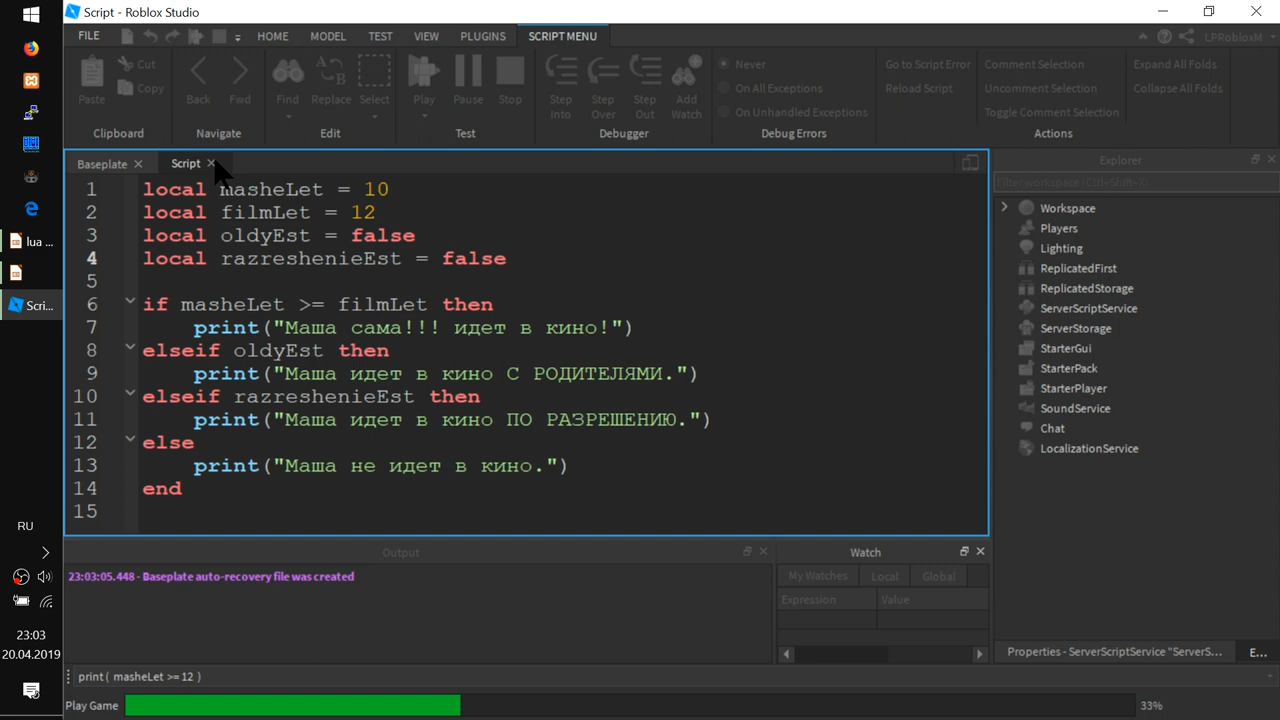 Script - Roblox Studio
FILE
HOME
MODEL
TEST
VIEW
PLUGINS
SCRIPT MENU
LPRobloxM
Paste
Cut
Copy
Clipboard
Back
Fwd
Navigate
Find
Replace
Select
Edit
Play
Pause
Stop
Test
Step Into
Step Over
Step Out
Add Watch
Debugger
Never
On All Exceptions
On Unhandled Exceptions
Debug Errors
Go to Script Error
Reload Script
Comment Selection
Uncomment Selection
Toggle Comment Selection
Expand All Folds
Collapse All Folds
Actions
Baseplate
Script
1 local masheLet = 10
2 local filmLet = 12
3 local oldyEst = false
4 local razreshenieEst = false
5
6 if masheLet >= filmLet then
7 print("Маша сама!!! идет в кино!")
8 elseif oldyEst then
9 print("Маша идет в кино С РОДИТЕЛЯМИ.")
10 elseif razreshenieEst then
11 print("Маша идет в кино ПО РАЗРЕШЕНИЮ.")
12 else
13 print("Маша не идет в кино.")
14 end
15
Explorer
Filter workspace (Ctrl+Shift+X)
Workspace
Players
Lighting
ReplicatedFirst
ReplicatedStorage
ServerScriptService
ServerStorage
StarterGui
StarterPack
StarterPlayer
SoundService
Chat
LocalizationService
Output
23:03:05.448 - Baseplate auto-recovery file was created
Watch
My Watches
Local
Global
Expression
Value
Properties - ServerScriptService "ServerS...
E...
print( masheLet >= 12 )
Play Game
33%
lua ...
Scri...
RU
23:03
20.04.2019